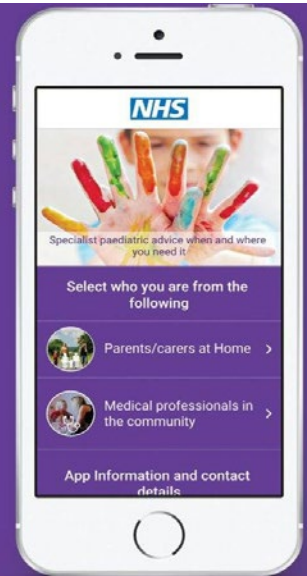 NHS
Specialist paediatric advice when and where
you need it
Select who you are from the
following
Parents/carers at Home
Medical professionals in
the community
App Information and contact
details